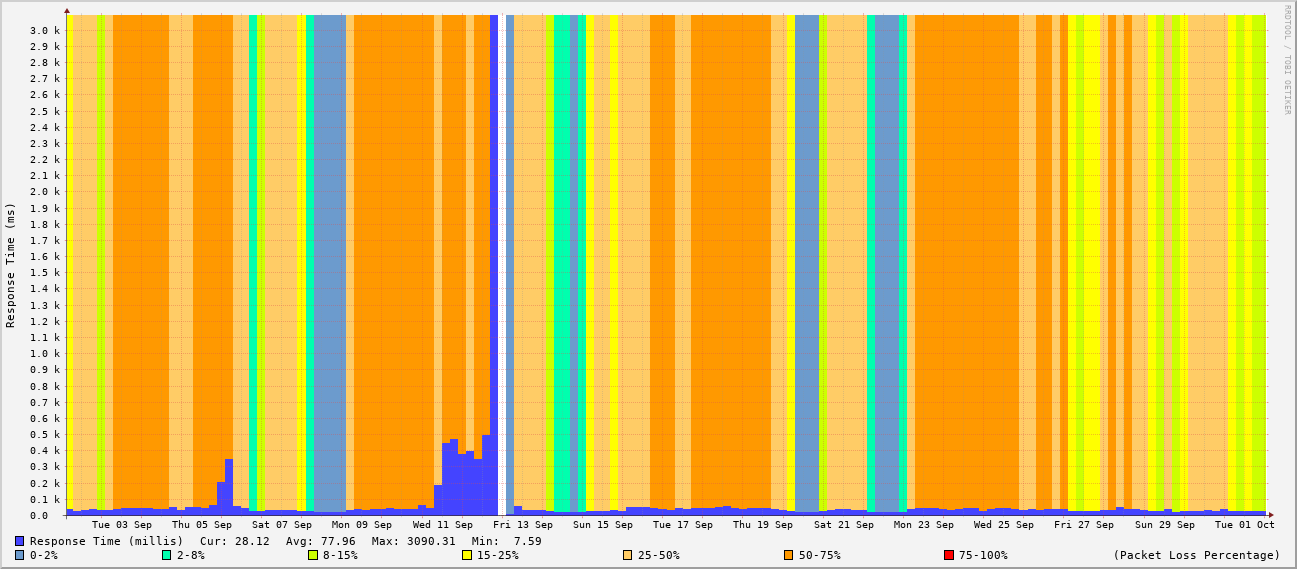 RRDTOOL / TOBI OETIKER
Response Time (ms)
3.0 k
2.9 k
2.8 k
2.7 k
2.6 k
2.5 k
2.4 k
2.3 k
2.2 k
2.1 k
2.0 k
1.9 k
1.8 k
1.7 k
1.6 k
1.5 k
1.4 k
1.3 k
1.2 k
1.1 k
1.0 k
0.9 k
0.8 k
0.7 k
0.6 k
0.5 k
0.4 k
0.3 k
0.2 k
0.1 k
0.0
Tue 03 Sep Thu 05 Sep Sat 07 Sep Mon 09 Sep Wed 11 Sep Fri 13 Sep Sun 15 Sep Tue 17 Sep Thu 19 Sep Sat 21 Sep Mon 23 Sep Wed 25 Sep Fri 27 Sep Sun 29 Sep Tue 01 Oct
Response Time (millis) Cur: 28.12 Avg: 77.96 Max: 3090.31 Min: 7.59
0-2% 2-8% 8-15% 15-25% 25-50% 50-75% 75-100% (Packet Loss Percentage)